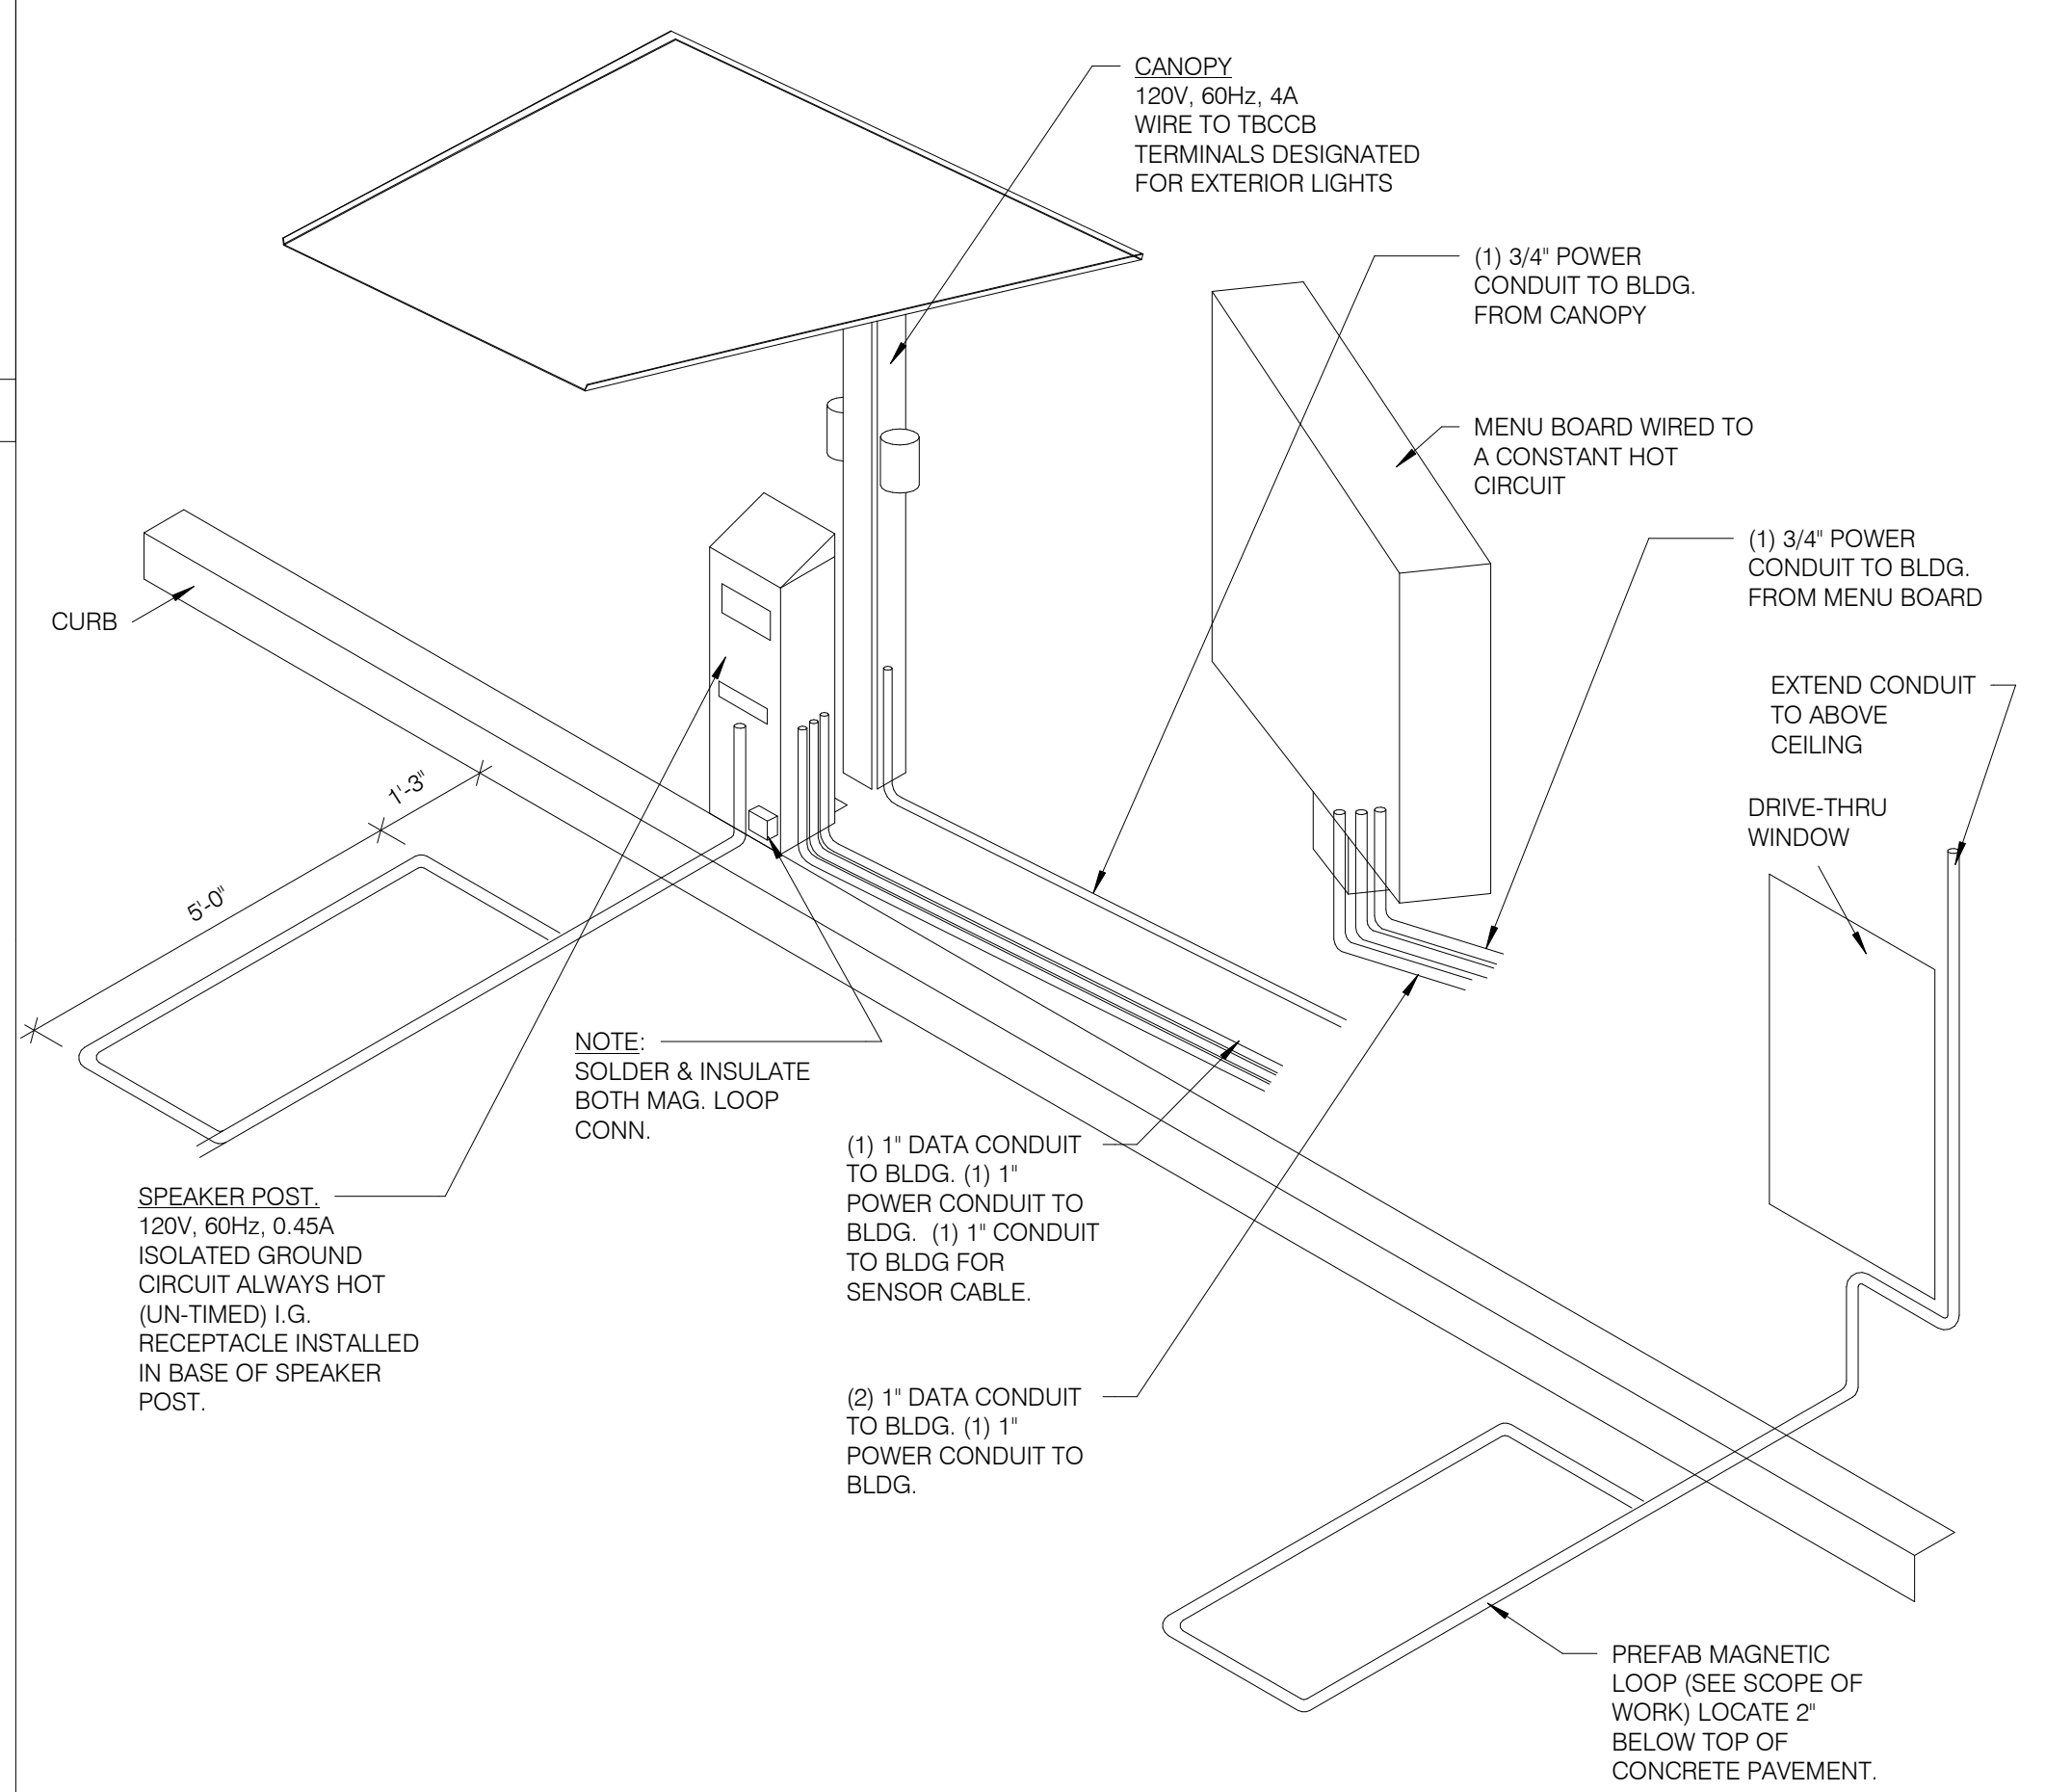 CANOPY
120V, 60Hz, 4A
WIRE TO TBCCB
TERMINALS DESIGNATED
FOR EXTERIOR LIGHTS
(1) 3/4" POWER
CONDUIT TO BLDG.
FROM CANOPY
MENU BOARD WIRED TO
A CONSTANT HOT
CIRCUIT
(1) 3/4" POWER
CONDUIT TO BLDG.
FROM MENU BOARD
CURB
EXTEND CONDUIT
TO ABOVE
CEILING
DRIVE-THRU
WINDOW
1'-3"
5'-0"
NOTE:
SOLDER & INSULATE
BOTH MAG. LOOP
CONN.
(1) 1" DATA CONDUIT
TO BLDG. (1) 1"
POWER CONDUIT TO
BLDG.  (1) 1" CONDUIT
TO BLDG FOR
SENSOR CABLE.
SPEAKER POST.
120V, 60Hz, 0.45A
ISOLATED GROUND
CIRCUIT ALWAYS HOT
(UN-TIMED) I.G.
RECEPTACLE INSTALLED
IN BASE OF SPEAKER
POST.
(2) 1" DATA CONDUIT
TO BLDG. (1) 1"
POWER CONDUIT TO
BLDG.
PREFAB MAGNETIC
LOOP (SEE SCOPE OF
WORK) LOCATE 2"
BELOW TOP OF
CONCRETE PAVEMENT.